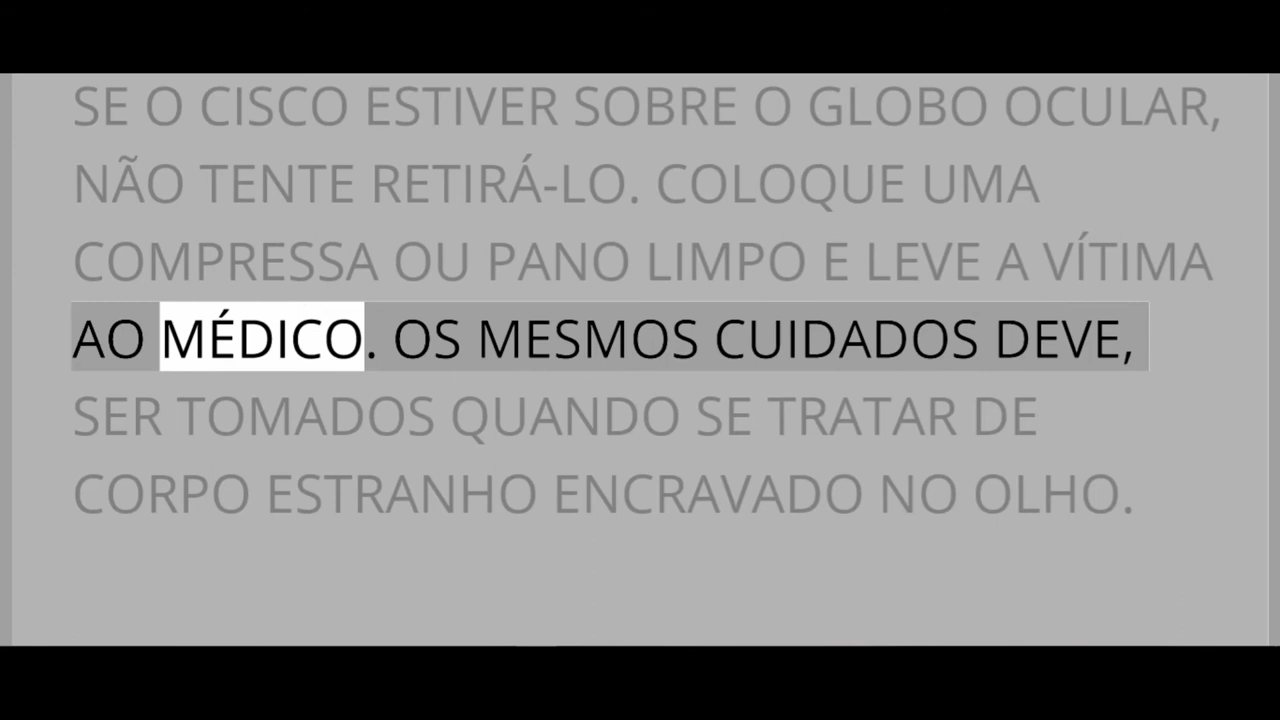 SE O CISCO ESTIVER SOBRE O GLOBO OCULAR,
NÃO TENTE RETIRÁ-LO. COLOQUE UMA
COMPRESSA OU PANO LIMPO E LEVE A VÍTIMA
AO MÉDICO. OS MESMOS CUIDADOS DEVE,
SER TOMADOS QUANDO SE TRATAR DE
CORPO ESTRANHO ENCRAVADO NO OLHO.